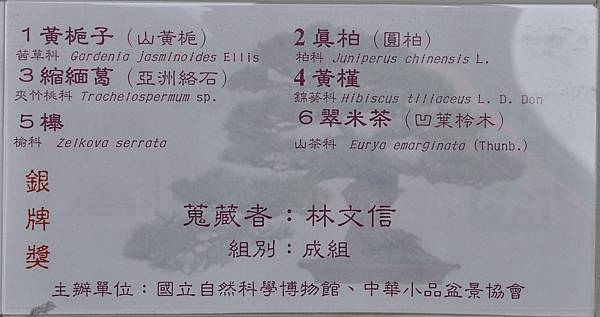 1黃梔子（山黃梔） 2真柏（圓柏）
茜草科 Gardenia jasminoides Ellis 柏科 Juniperus chinensis L.
3縮緬葛（亞洲絡石） 4黃槿
夾竹桃科 Trachelospermum sp. 錦葵科 Hibiscus tiliaceus L. D. Don
5櫸 6翠米茶（凹葉柃木）
榆科 Zelkova serrata 山茶科 Eurya emarginata (Thunb.)
銀牌獎
蒐藏者：林文信
組別：成組
主辦單位：國立自然科學博物館、中華小品盆景協會